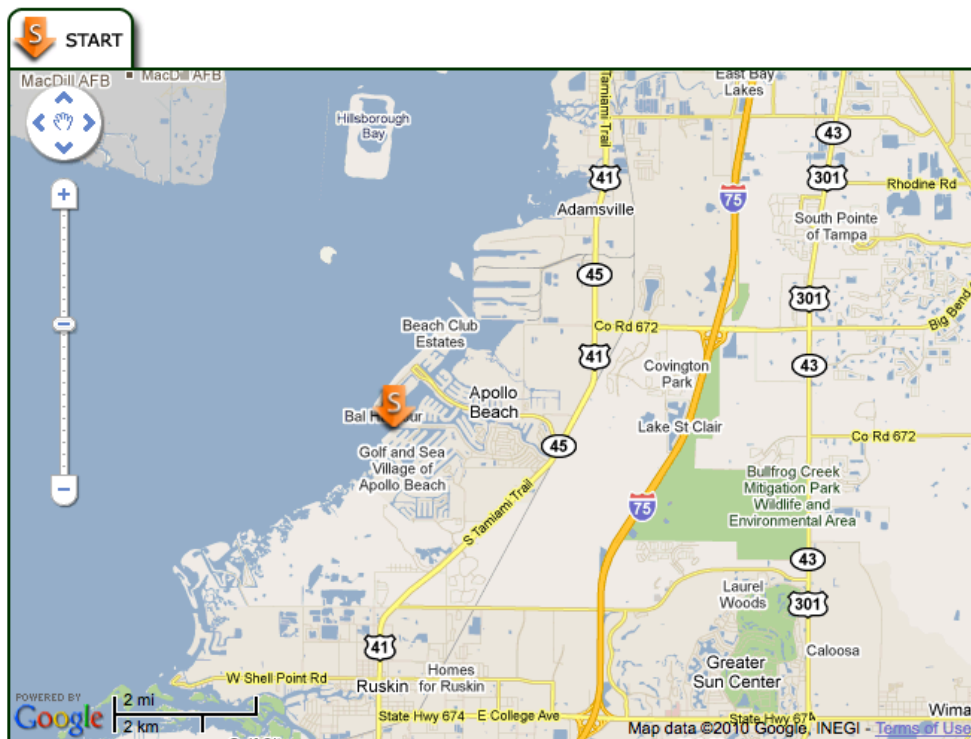 S START
MacDill AFB
MacDill AFB
Hillsborough
Bay
Tamiami Trail
East Bay
Lakes
43
41
75
301
Rhodine Rd
Adamsville
South Pointe
of Tampa
45
301
Beach Club
Estates
Co Rd 672
Big Bend
41
Covington
Park
43
Apollo
Beach
S
Bal
Lake St Clair
45
Co Rd 672
Golf and Sea
Village of
Apollo Beach
Bullfrog Creek
Mitigation Park
Wildlife and
Environmental Area
75
S Tamiami Trail
43
Laurel
Woods
301
41
Caloosa
Homes
for Ruskin
Greater
Sun Center
W Shell Point Rd
Ruskin
POWERED BY
Google
2 mi
2 km
State Hwy 674
E College Ave
State Hwy 674
Wima
Map data ©2010 Google, INEGI - Terms of Use